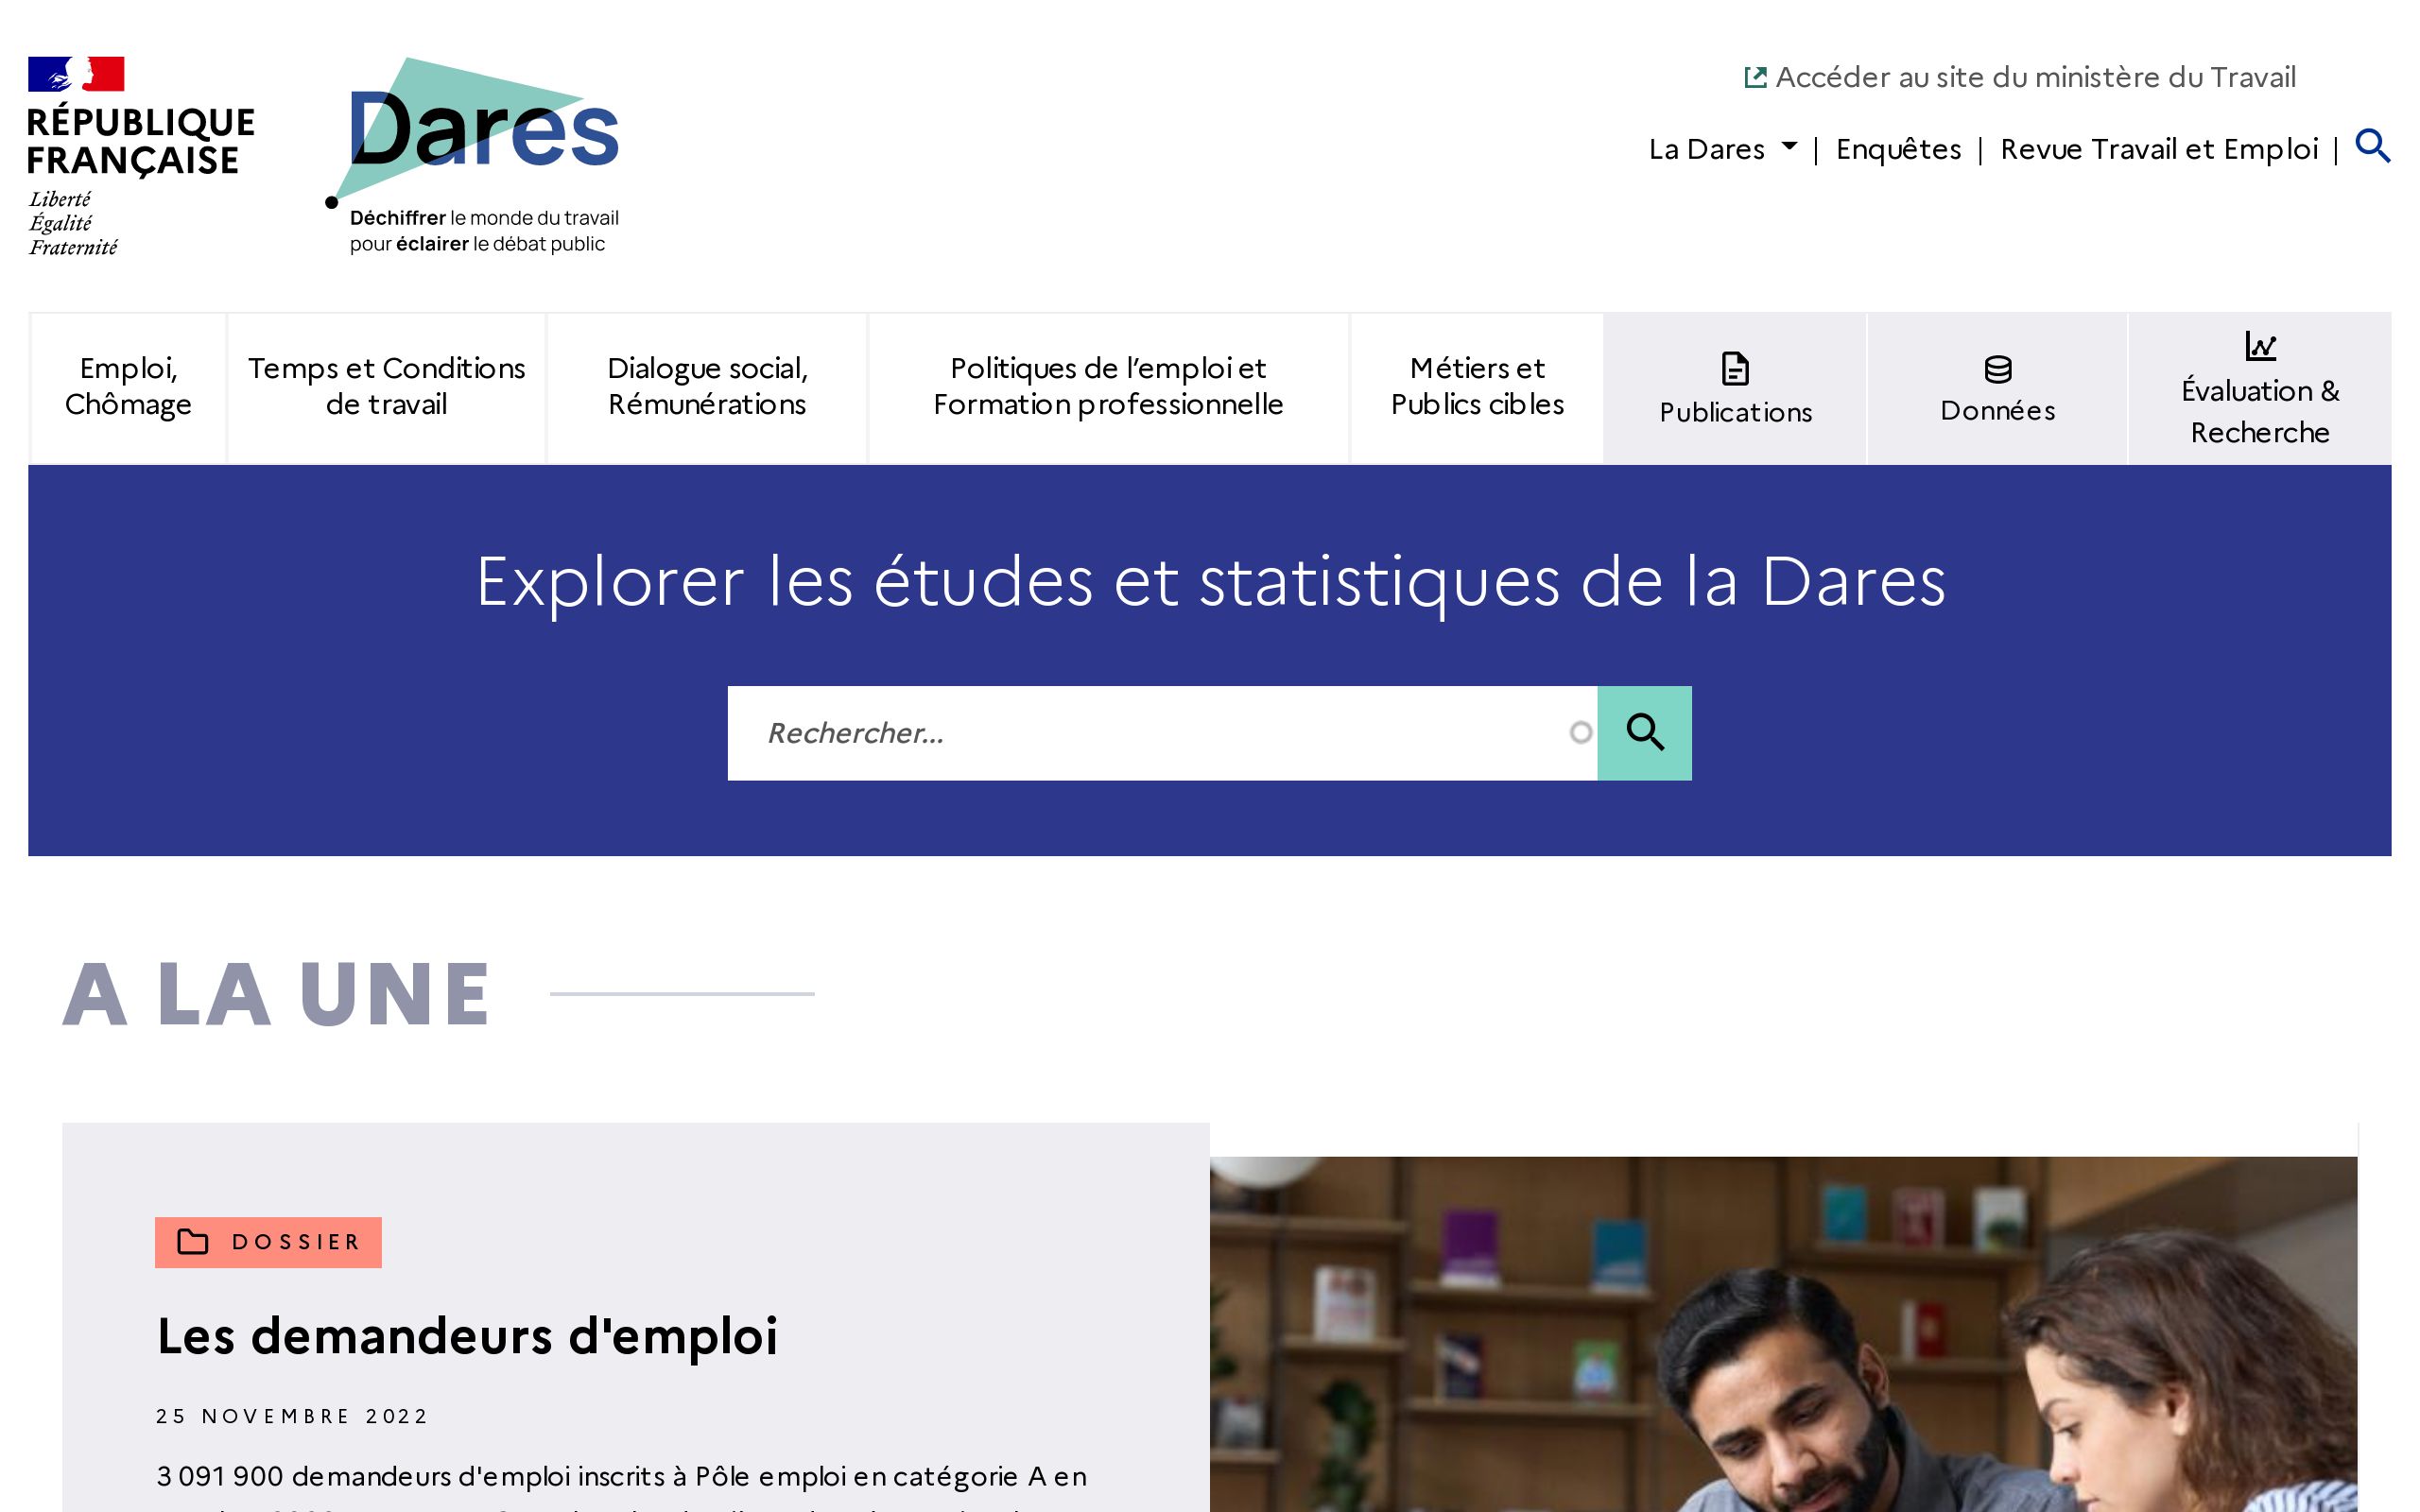 RÉPUBLIQUE
FRANÇAISE
Liberté
Égalité
Fraternité
Dares
Déchiffrer le monde du travail
pour éclairer le débat public
Accéder au site du ministère du Travail
La Dares | Enquêtes | Revue Travail et Emploi |
Emploi,
Chômage
Temps et Conditions
de travail
Dialogue social,
Rémunérations
Politiques de l’emploi et
Formation professionnelle
Métiers et
Publics cibles
Publications
Données
Évaluation &
Recherche
Explorer les études et statistiques de la Dares
Rechercher...
A LA UNE
DOSSIER
Les demandeurs d'emploi
25 NOVEMBRE 2022
3 091 900 demandeurs d'emploi inscrits à Pôle emploi en catégorie A en